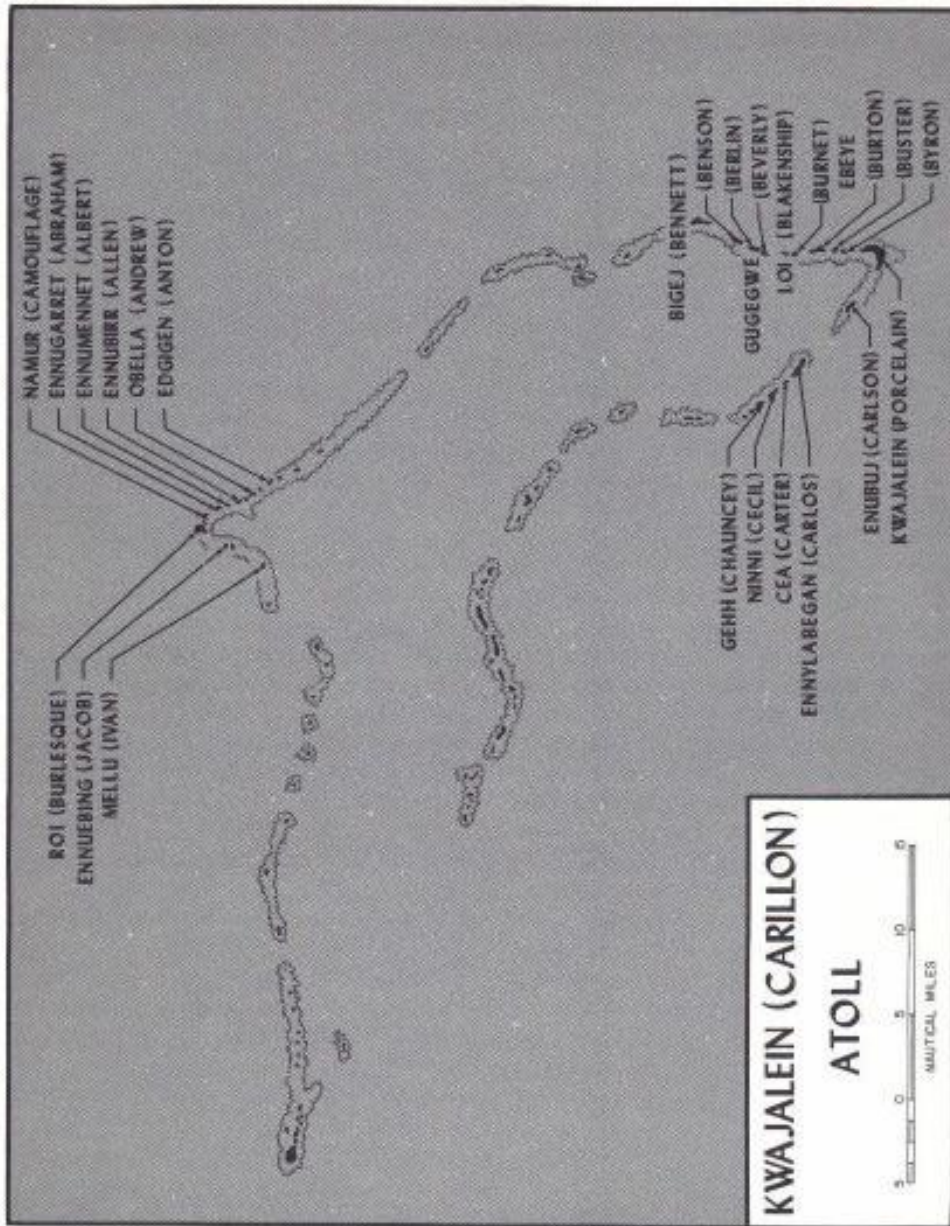 NAMUR (CAMOUFLAGE)
ENNUGARRET (ABRAHAM)
ENNUMENNET (ALBERT)
ENNUBIRR (ALLEN)
OBELLA (ANDREW)
EDGIGEN (ANTON)
ROI (BURLESQUE)
ENNUEBING (JACOB)
MELLU (IVAN)
BIGEJ (BENNETT)
(BENSON)
(BERLIN)
GUGEGWE (BEVERLY)
LOI (BLAKENSHIP)
(BURNET)
EBEYE
(BURTON)
(BUSTER)
(BYRON)
GEHH (CHAUNCEY)
NINNI (CECIL)
CEA (CARTER)
ENNYLABEGAN (CARLOS)
ENUBUJ (CARLSON)
KWAJALEIN (PORCELAIN)
KWAJALEIN (CARILLON)
ATOLL
5 0 5 10 15
NAUTICAL MILES